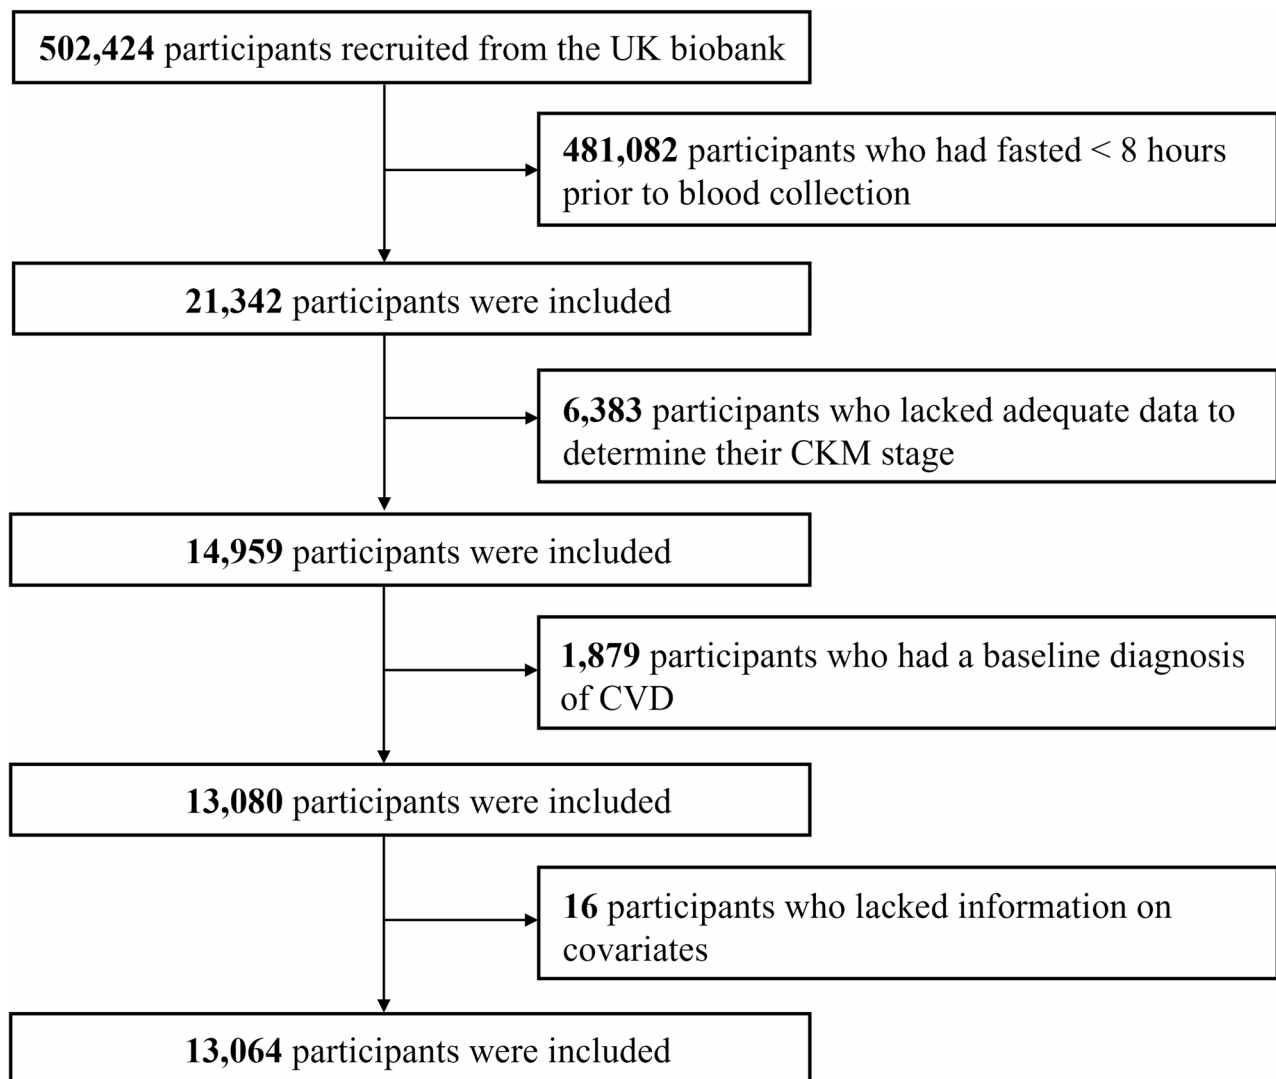 502,424 participants recruited from the UK biobank
481,082 participants who had fasted < 8 hours
prior to blood collection
21,342 participants were included
6,383 participants who lacked adequate data to
determine their CKM stage
14,959 participants were included
1,879 participants who had a baseline diagnosis
of CVD
13,080 participants were included
16 participants who lacked information on
covariates
13,064 participants were included